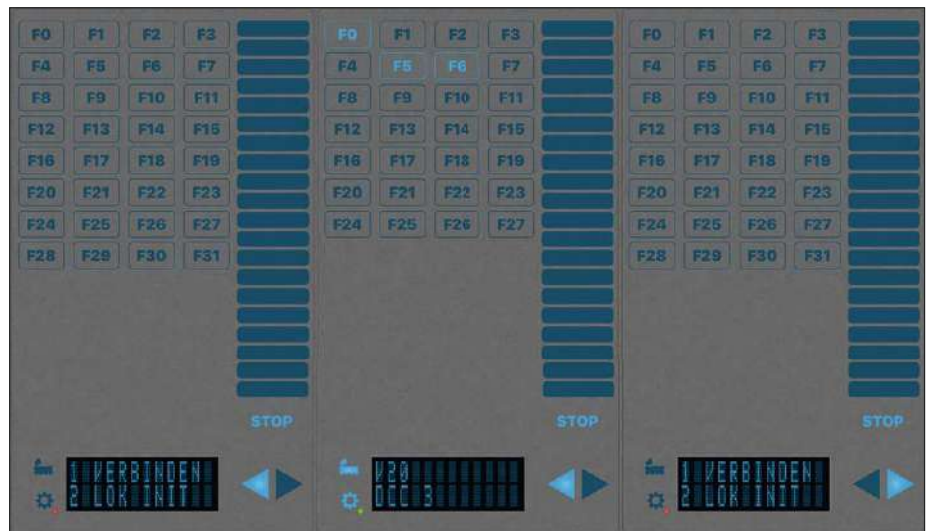 F0 F1 F2 F3
F4 F5 F6 F7
F8 F9 F10 F11
F12 F13 F14 F15
F16 F17 F18 F19
F20 F21 F22 F23
F24 F25 F26 F27
F28 F29 F30 F31
STOP
1 VERBINDEN
2 LOK INIT
F0 F1 F2 F3
F4 F5 F6 F7
F8 F9 F10 F11
F12 F13 F14 F15
F16 F17 F18 F19
F20 F21 F22 F23
F24 F25 F26 F27
STOP
V20
DCC 3
F0 F1 F2 F3
F4 F5 F6 F7
F8 F9 F10 F11
F12 F13 F14 F15
F16 F17 F18 F19
F20 F21 F22 F23
F24 F25 F26 F27
F28 F29 F30 F31
STOP
1 VERBINDEN
2 LOK INIT